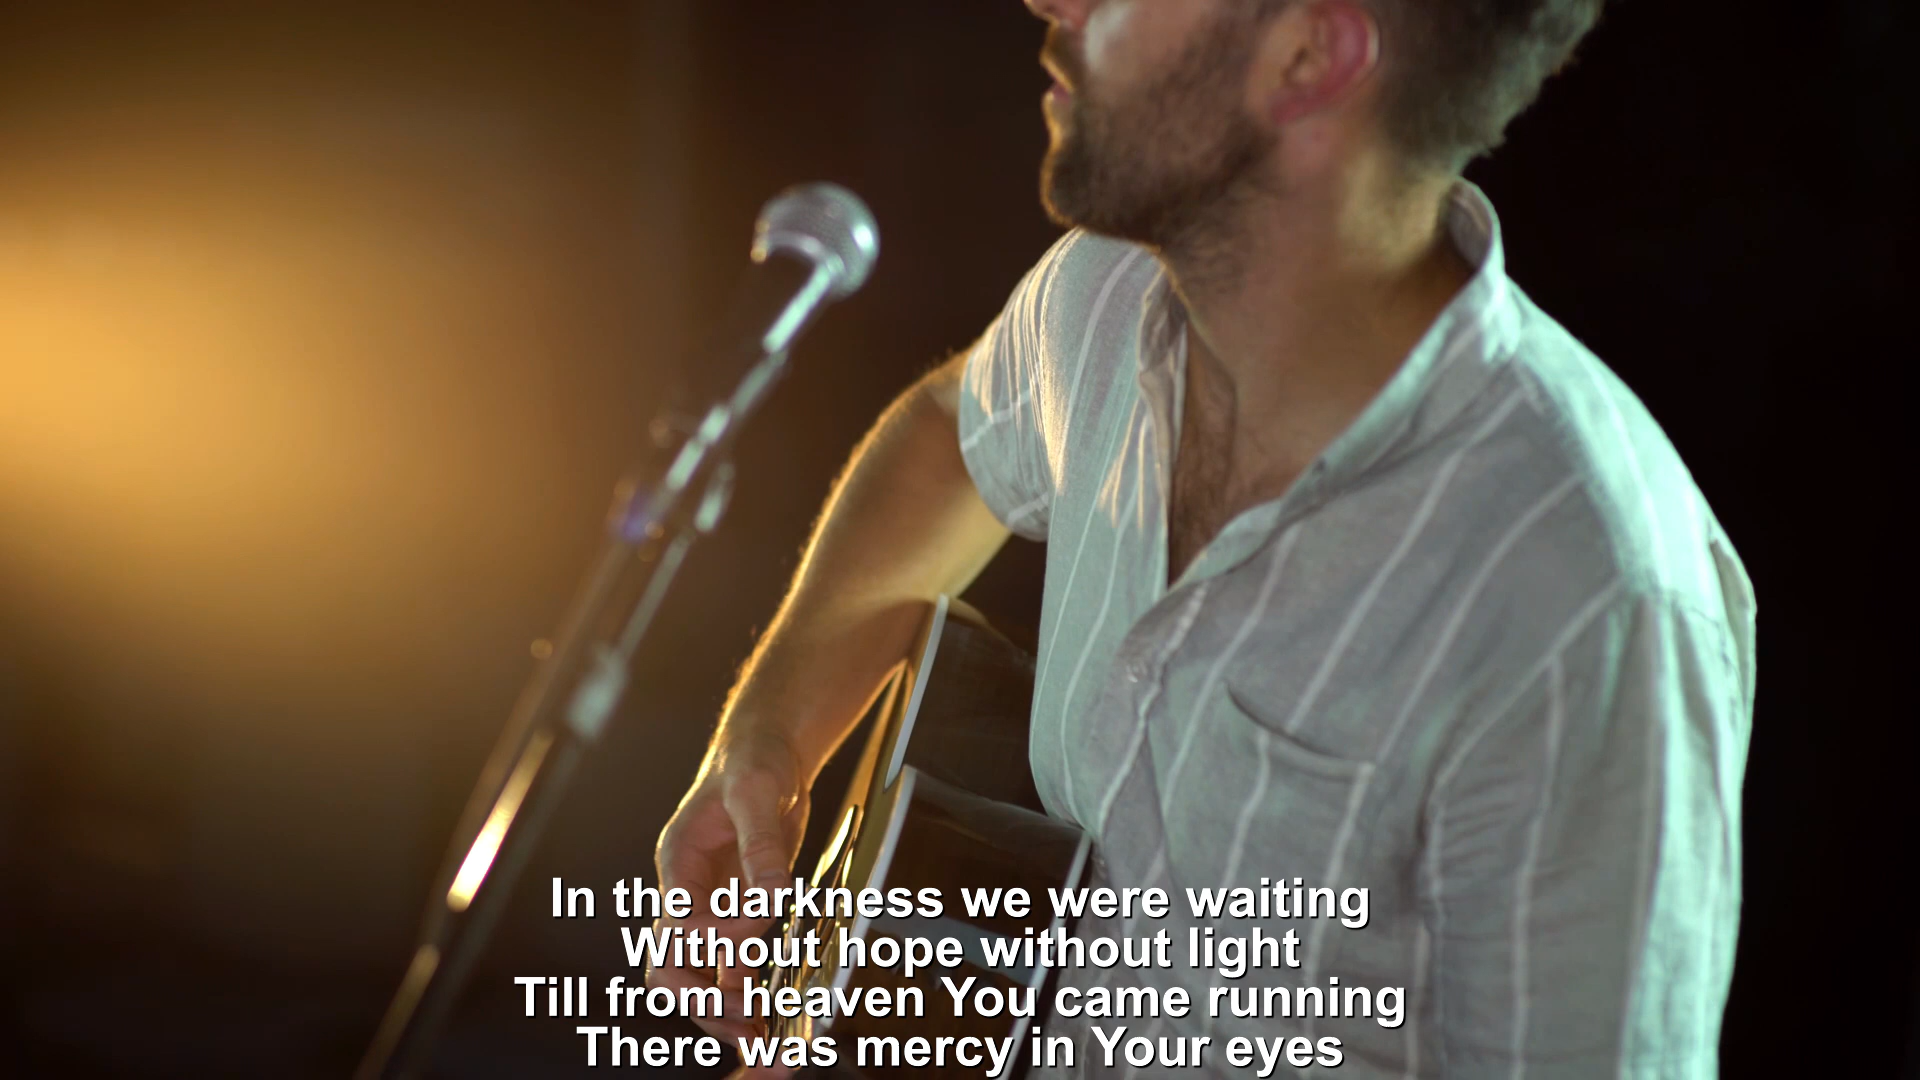 In the darkness we were waiting
Without hope without light
Till from heaven You came running
There was mercy in Your eyes